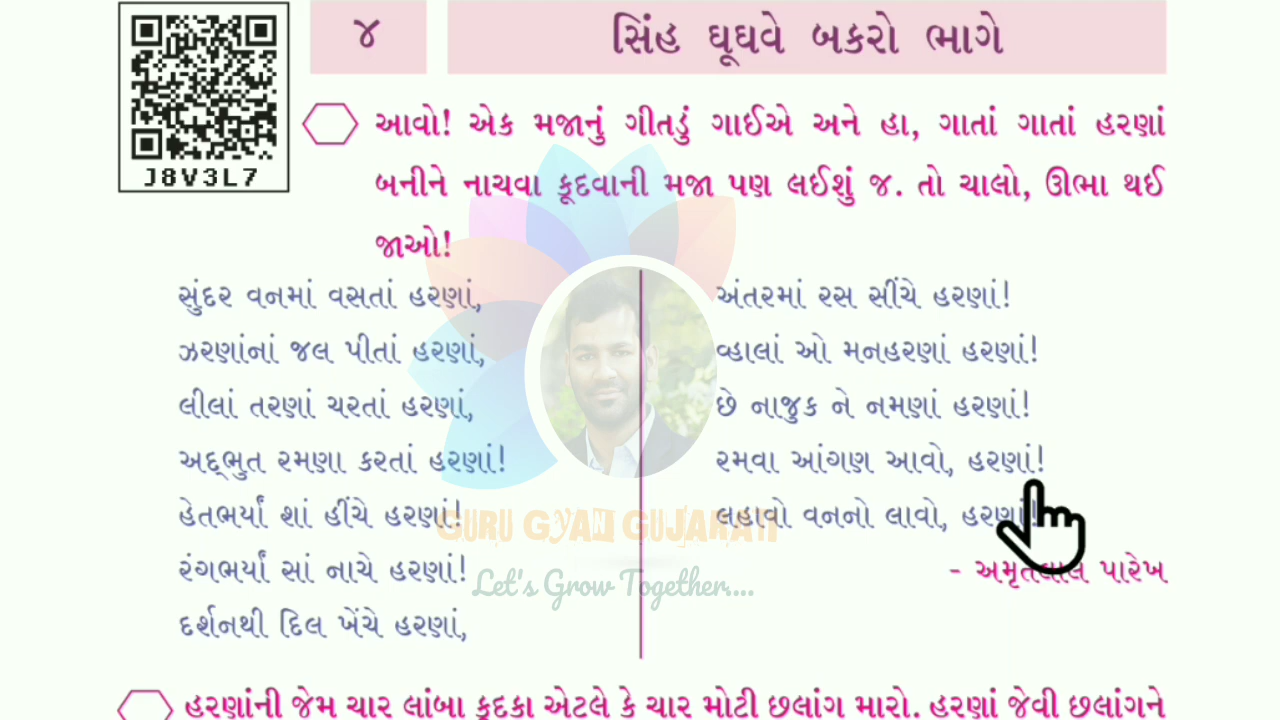 ૪
સિંહ ઘૂઘવે બકરો ભાગે
J8V3L7
આવો! એક મજાનું ગીતડું ગાઈએ અને હા, ગાતાં ગાતાં હરણાં
બનીને નાચવા કૂદવાની મજા પણ લઈશું જ. તો ચાલો, ઊભા થઈ
જાઓ!
સુંદર વનમાં વસતાં હરણાં,
ઝરણાંનાં જલ પીતાં હરણાં,
લીલાં તરણાં ચરતાં હરણાં,
અદ્ભુત રમણા કરતાં હરણાં!
હેતભર્યાં શાં હીંચે હરણાં!
રંગભર્યાં સાં નાચે હરણાં!
દર્શનથી દિલ ખેંચે હરણાં,
અંતરમાં રસ સીંચે હરણાં!
વ્હાલાં ઓ મનહરણાં હરણાં!
છે નાજુક ને નમણાં હરણાં!
રમવા આંગણ આવો, હરણાં!
લહાવો વનનો લાવો, હરણાં!
- અમૃતલાલ પારેખ
GURU GYAN GUJARATI
Let's Grow Together....
હરણાંની જેમ ચાર લાંબા કૂદકા એટલે કે ચાર મોટી છલાંગ મારો. હરણાં જેવી છલાંગને